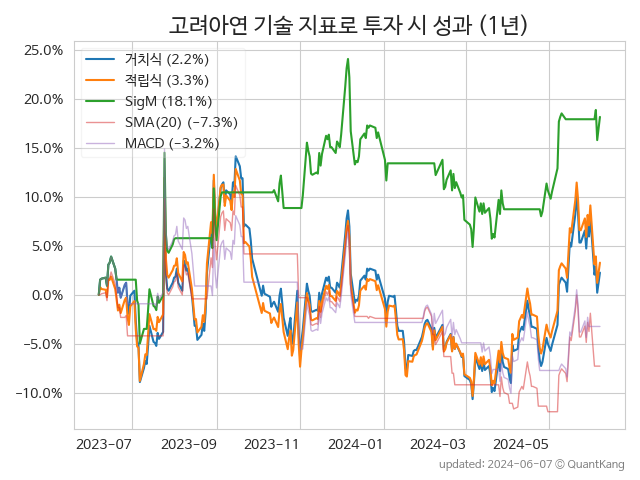 고려아연 기술 지표로 투자 시 성과 (1년)
25.0%
20.0%
15.0%
10.0%
5.0%
0.0%
−5.0%
−10.0%
거치식 (2.2%)
적립식 (3.3%)
SigM (18.1%)
SMA(20) (−7.3%)
MACD (−3.2%)
2023-07 2023-09 2023-11 2024-01 2024-03 2024-05
updated: 2024-06-07 © QuantKang